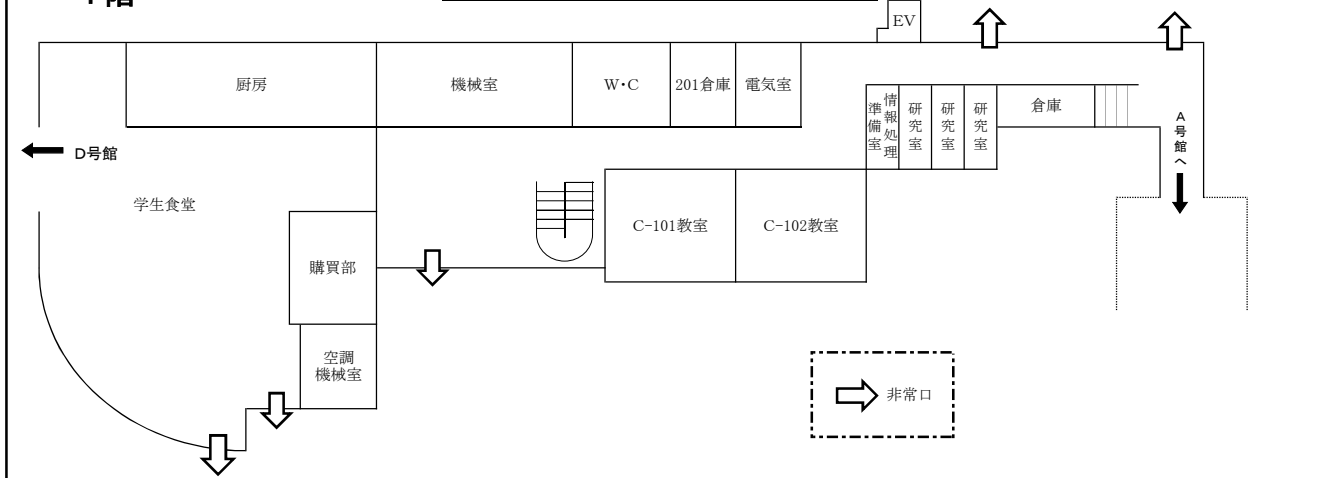 階
EV
厨房
機械室
W・C
201倉庫
電気室
情報処理
準備室
研究室
研究室
研究室
倉庫
A号館へ
D号館
学生食堂
C-101教室
C-102教室
購買部
空調
機械室
非常口